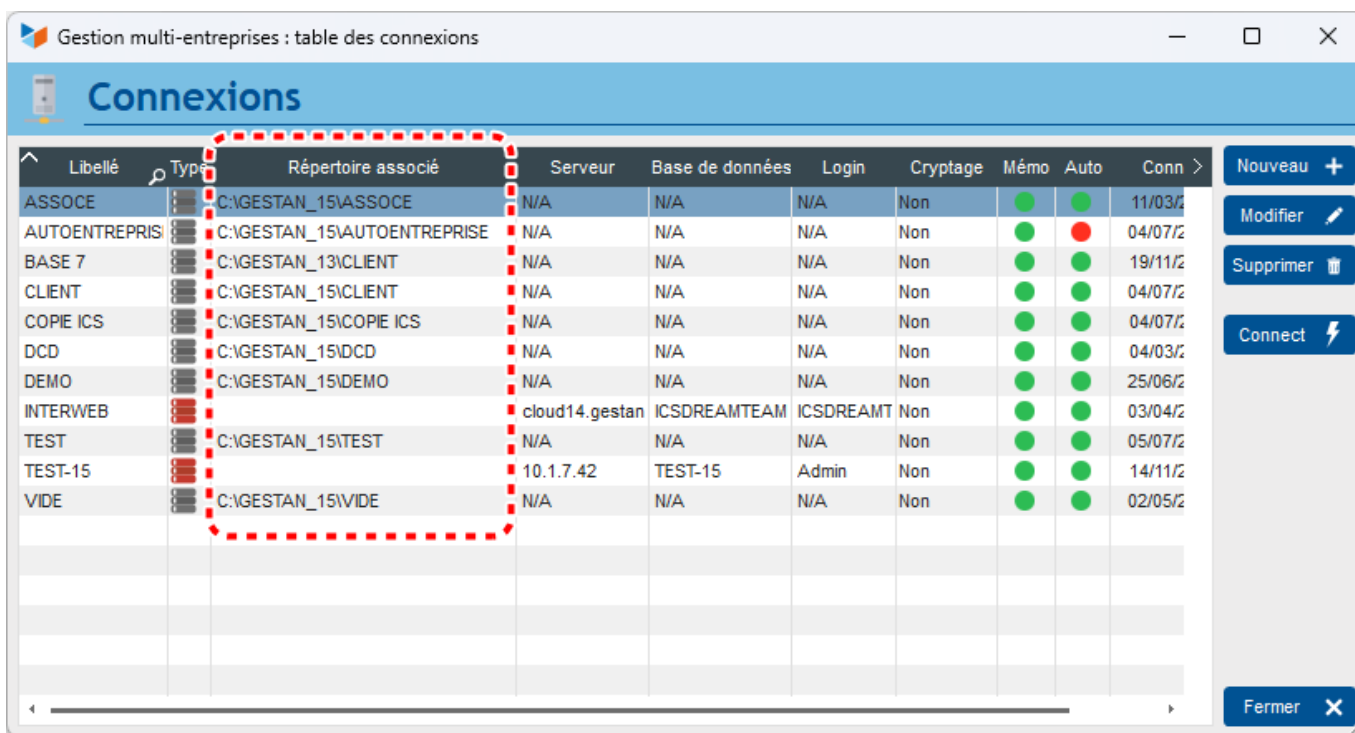 Gestion multi-entreprises : table des connexions
Connexions
Libellé Type Répertoire associé Serveur Base de données Login Cryptage Mémo Auto Conn
Nouveau
ASSOCE C:\GESTAN_15\ASSOCE N/A N/A N/A Non 11/03/2
Modifier
AUTOENTREPRIS C:\GESTAN_15\AUTOENTREPRISE N/A N/A N/A Non 04/07/2
BASE 7 C:\GESTAN_13\CLIENT N/A N/A N/A Non 19/11/2
Supprimer
CLIENT C:\GESTAN_15\CLIENT N/A N/A N/A Non 04/07/2
COPIE ICS C:\GESTAN_15\COPIE ICS N/A N/A N/A Non 04/07/2
Connect
DCD C:\GESTAN_15\DCD N/A N/A N/A Non 04/03/2
DEMO C:\GESTAN_15\DEMO N/A N/A N/A Non 25/06/2
INTERWEB cloud14.gestan ICSDREAMTEAM ICSDREAMT Non 03/04/2
TEST C:\GESTAN_15\TEST N/A N/A N/A Non 05/07/2
TEST-15 10.1.7.42 TEST-15 Admin Non 14/11/2
VIDE C:\GESTAN_15\VIDE N/A N/A N/A Non 02/05/2
Fermer